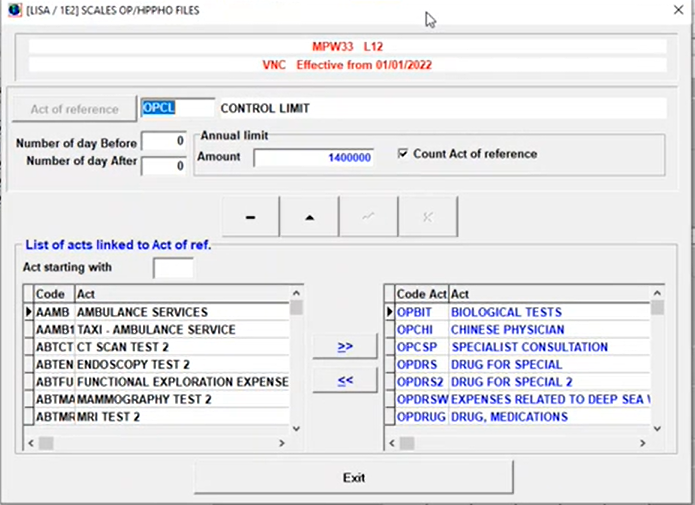 [LISA / 1E2] SCALES OP/HPPHO FILES
MPW33 L12
VNC Effective from 01/01/2022
Act of reference OPCL CONTROL LIMIT
Number of day Before 0
Number of day After 0
Annual limit
Amount 1400000 Count Act of reference
List of acts linked to Act of ref.
Act starting with
Code Act
AAMB AMBULANCE SERVICES
AAMB1 TAXI - AMBULANCE SERVICE
ABTCT CT SCAN TEST 2
ABTEN ENDOSCOPY TEST 2
ABTFU FUNCTIONAL EXPLORATION EXPENSE
ABTMA MAMMOGRAPHY TEST 2
ABTMR MRI TEST 2
>>
<<
Code Act Act
OPBIT BIOLOGICAL TESTS
OPCHI CHINESE PHYSICIAN
OPCSP SPECIALIST CONSULTATION
OPDRS DRUG FOR SPECIAL
OPDRS2 DRUG FOR SPECIAL 2
OPDRSW EXPENSES RELATED TO DEEP SEA
OPDRUG DRUG, MEDICATIONS
Exit